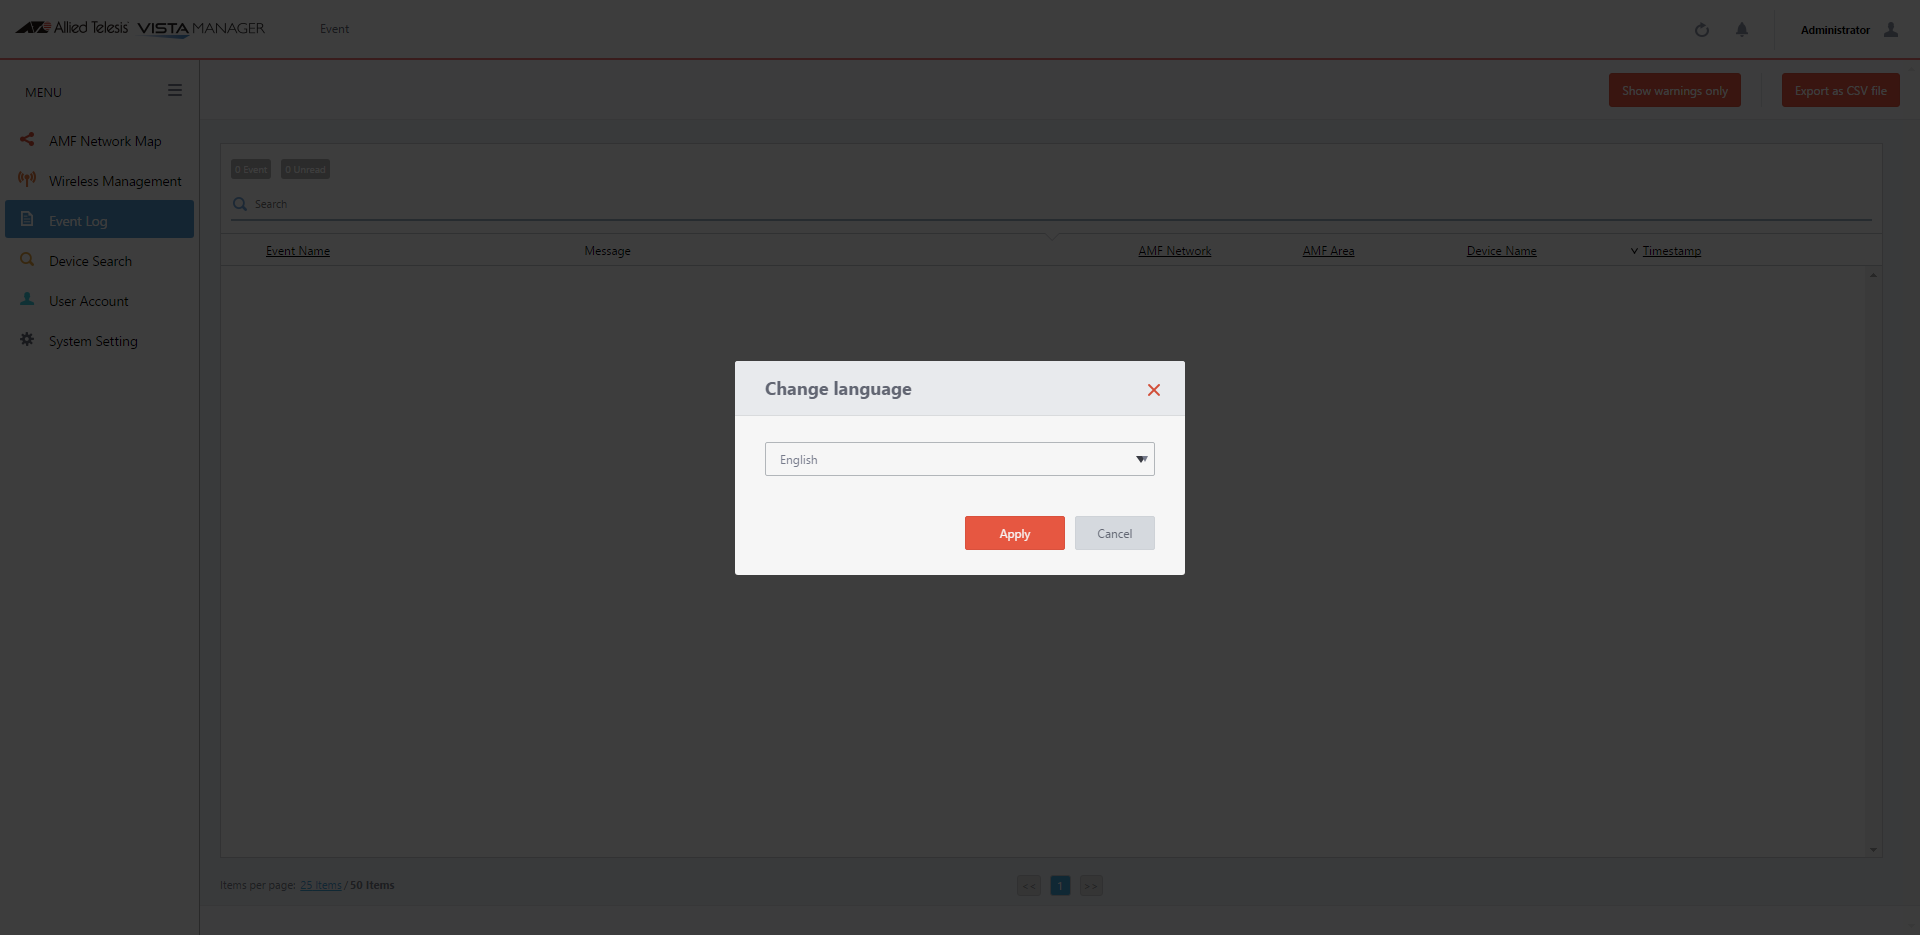 Allied Telesis VISTA MANAGER
Event
Administrator
MENU
Show warnings only
Export as CSV file
AMF Network Map
Wireless Management
Event Log
Device Search
User Account
System Setting
0 Event
0 Unread
Search
Event Name
Message
AMF Network
AMF Area
Device Name
Timestamp
Change language
English
Apply
Cancel
Items per page: 25 Items / 50 Items
<< 1 >>